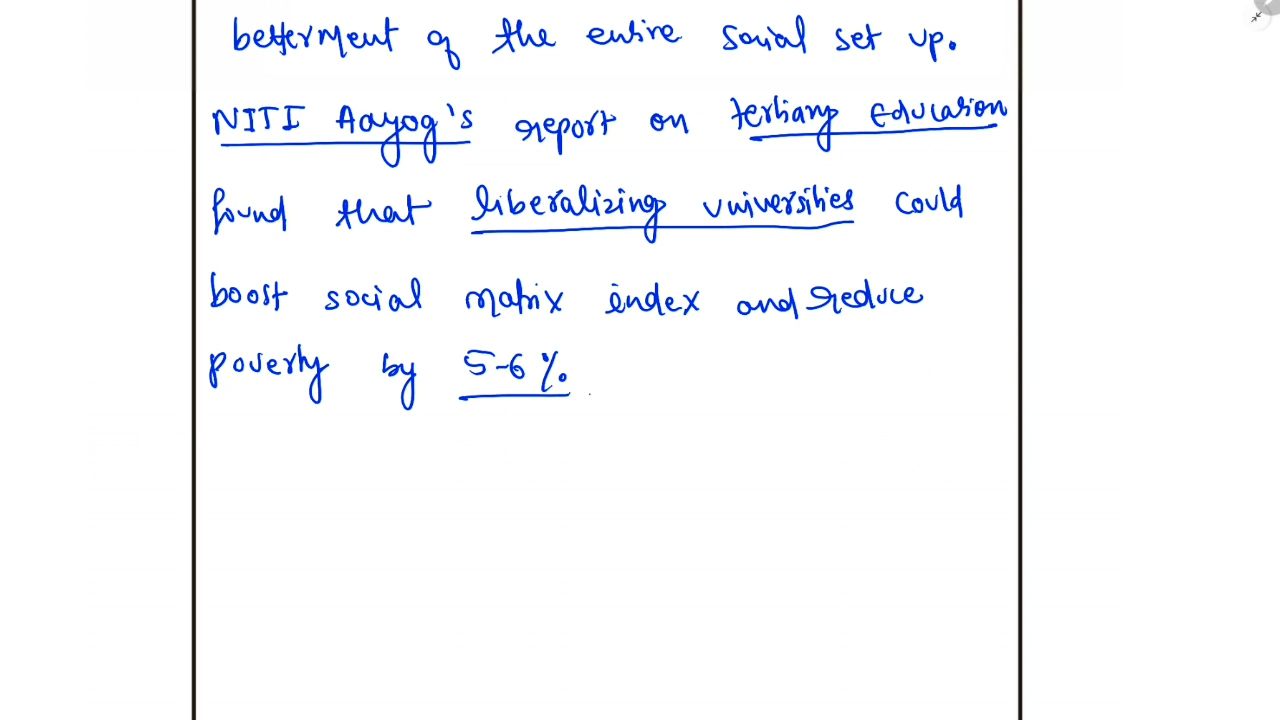 betterment of the entire social set up.
NITI Aayog's report on tertiary education
found that liberalizing universities could
boost social matrix index and reduce
poverty by 5-6%.